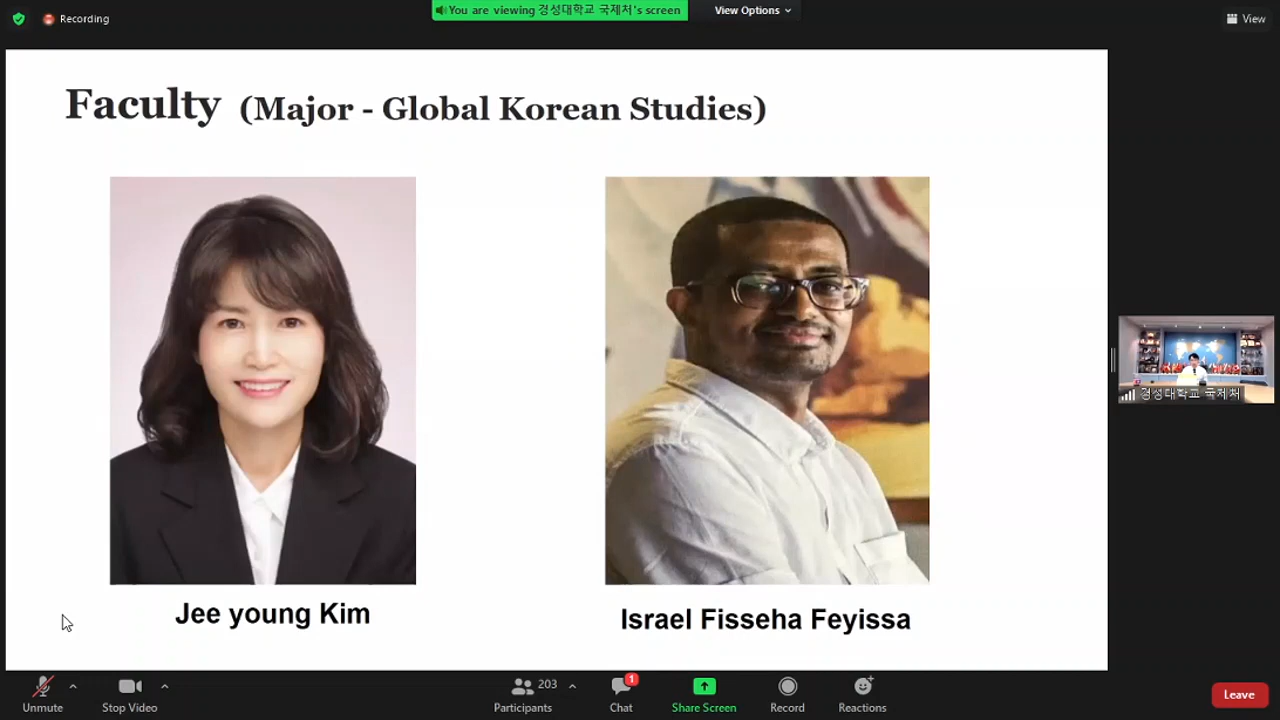 Recording
You are viewing 경성대학교 국제처's screen
View Options
View
Faculty (Major - Global Korean Studies)
경성대학교 국제처
Jee young Kim
Israel Fisseha Feyissa
Unmute
Stop Video
203
Participants
1
Chat
Share Screen
Record
Reactions
Leave